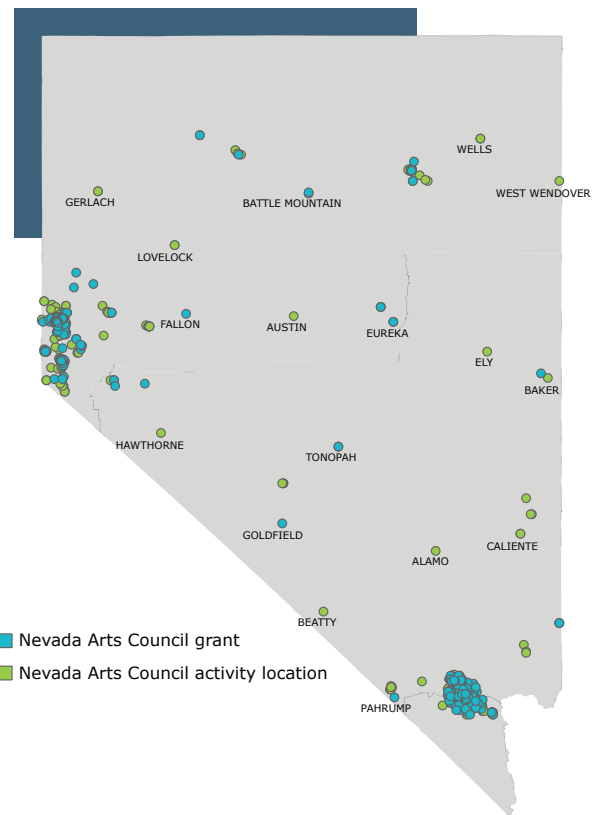 WELLS
WEST WENDOVER
GERLACH
BATTLE MOUNTAIN
LOVELOCK
FALLON
AUSTIN
EUREKA
ELY
BAKER
HAWTHORNE
TONOPAH
GOLDFIELD
CALIENTE
ALAMO
BEATTY
Nevada Arts Council grant
Nevada Arts Council activity location
PAHRUMP